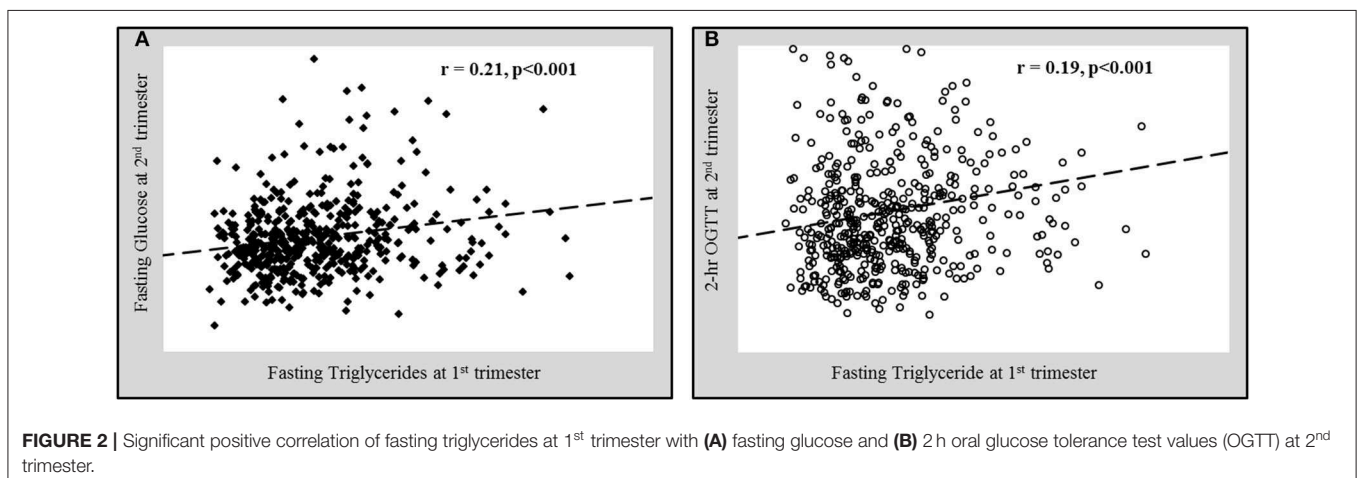 A
Fasting Glucose at 2nd trimester
r = 0.21, p<0.001
Fasting Triglycerides at 1st trimester
B
2-hr OGTT at 2nd trimester
r = 0.19, p<0.001
Fasting Triglyceride at 1st trimester
FIGURE 2 | Significant positive correlation of fasting triglycerides at 1st trimester with (A) fasting glucose and (B) 2 h oral glucose tolerance test values (OGTT) at 2nd
trimester.